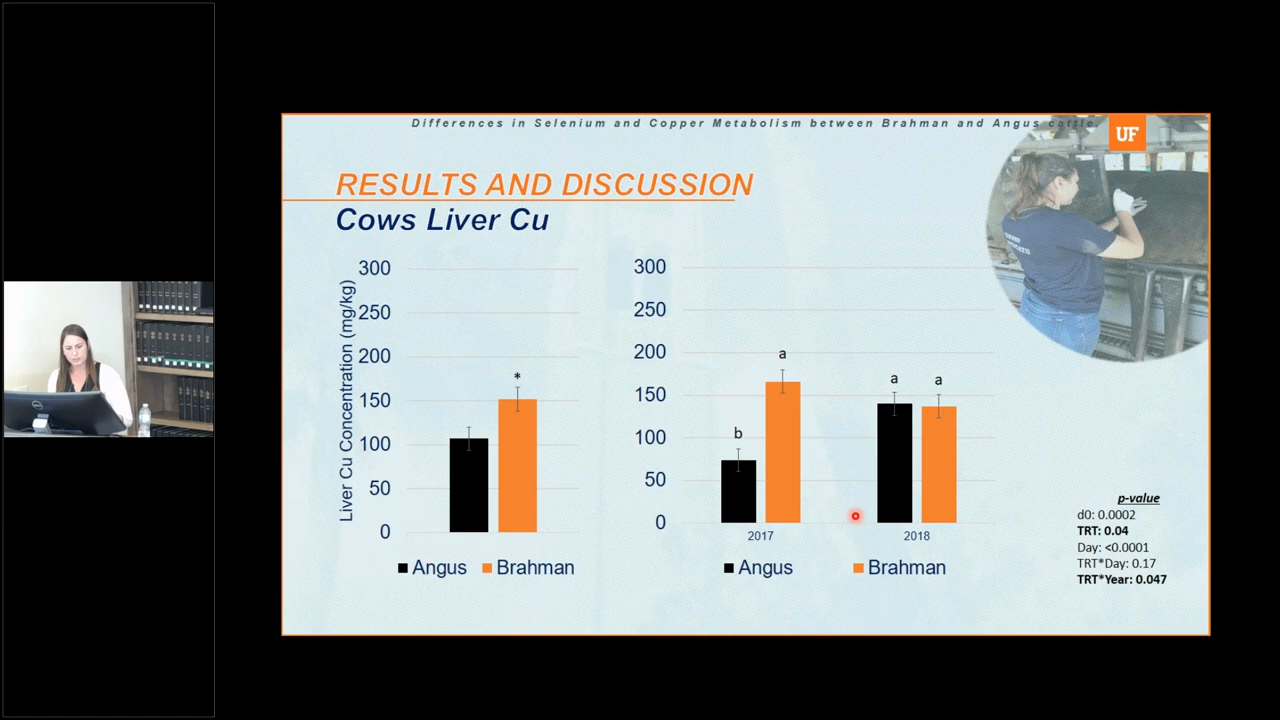 Differences in Selenium and Copper Metabolism between Brahman and Angus cattle.
UF
RESULTS AND DISCUSSION
Cows Liver Cu
Liver Cu Concentration (mg/kg)
300
250
200
150
100
50
0
*
Angus
Brahman
300
250
200
150
100
50
0
b
a
a
a
2017
2018
Angus
Brahman
p-value
d0: 0.0002
TRT: 0.04
Day: <0.0001
TRT*Day: 0.17
TRT*Year: 0.047